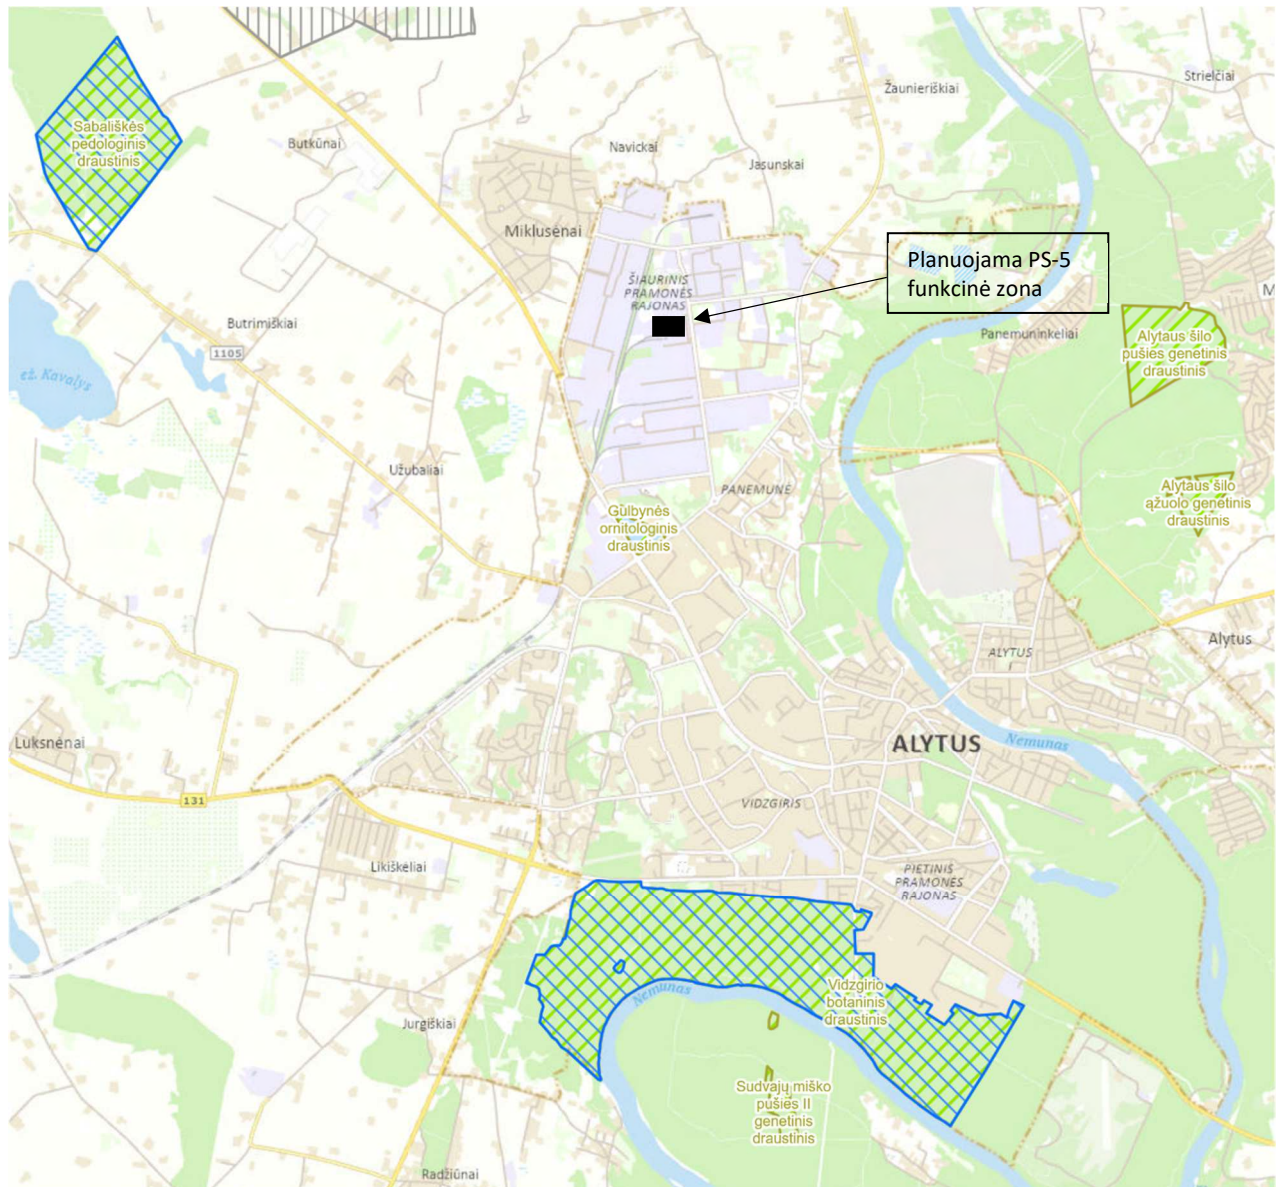 Strielčiai
Žaunieriškiai
Sabališkės
pedologinis
draustinis
Butkūnai
Navickai
Jasunskai
Miklusėnai
Planuojama PS-5
funkcinė zona
ŠIAURINIS
PRAMONĖS
RAJONAS
M
Butrimiškiai
1105
ež. Kavalys
Panemuninkeliai
Alytaus šilo
pušies genetinis
draustinis
Užubaliai
PANEMUNĖ
Alytaus šilo
ąžuolo genetinis
draustinis
Gulbynės
ornitologinis
draustinis
Alytus
ALYTUS
I
Luksnėnai
ALYTUS
Nemunas
131
VIDZGIRIS
Likiškėliai
PIETINIS
PRAMONĖS
RAJONAS
Nemunas
Vidzgirio
botaninis
draustinis
Jurgiškiai
Sudvajų miško
pušies II
genetinis
draustinis
Radžiūnai